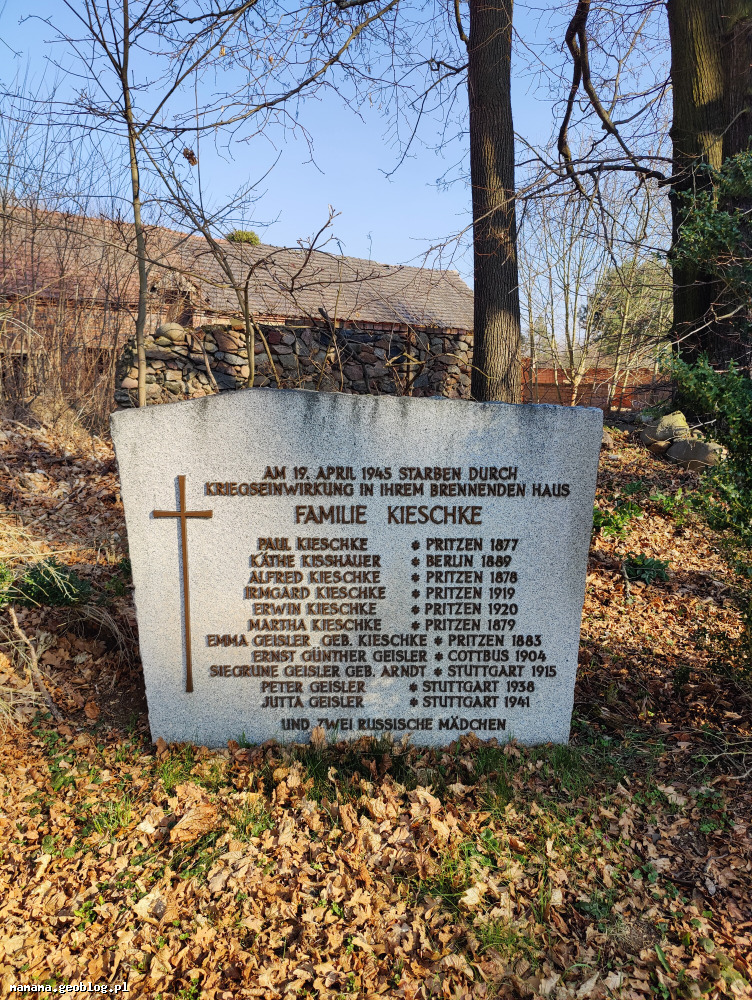 AM 19. APRIL 1945 STARBEN DURCH
KRIEGSEINWIRKUNG IN IHREM BRENNENDEN HAUS
FAMILIE KIESCHKE
PAUL KIESCHKE * PRITZEN 1877
KÄTHE KISSHAUER * BERLIN 1889
ALFRED KIESCHKE * PRITZEN 1878
IRMGARD KIESCHKE * PRITZEN 1919
ERWIN KIESCHKE * PRITZEN 1920
MARTHA KIESCHKE * PRITZEN 1879
EMMA GEISLER GEB. KIESCHKE * PRITZEN 1883
ERNST GÜNTHER GEISLER * COTTBUS 1904
SIEGRUNE GEISLER GEB. ARNDT * STUTTGART 1915
PETER GEISLER * STUTTGART 1938
JUTTA GEISLER * STUTTGART 1941
UND ZWEI RUSSISCHE MÄDCHEN
mamama.geoblog.pl